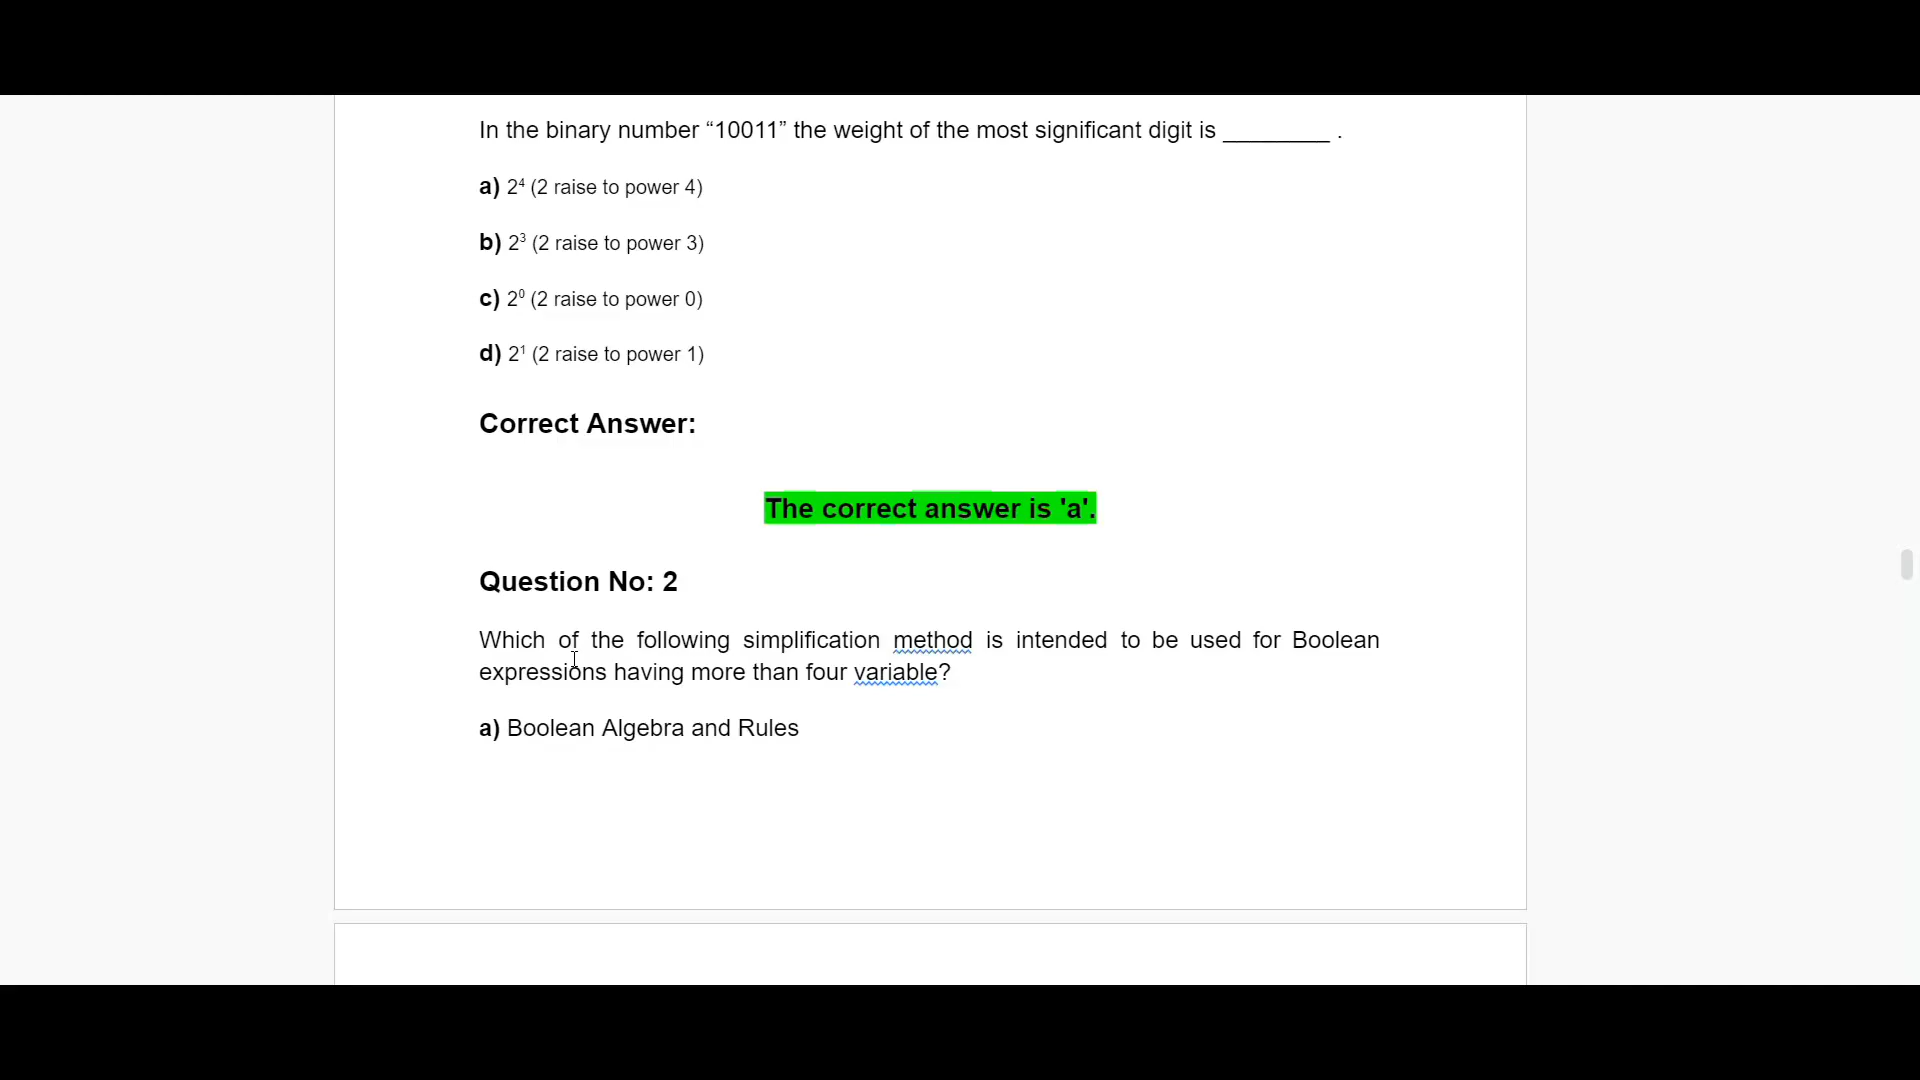 In the binary number “10011” the weight of the most significant digit is ________ .
a) 2⁴ (2 raise to power 4)
b) 2³ (2 raise to power 3)
c) 2⁰ (2 raise to power 0)
d) 2¹ (2 raise to power 1)
Correct Answer:
The correct answer is 'a'.
Question No: 2
Which of the following simplification method is intended to be used for Boolean
expressions having more than four variable?
a) Boolean Algebra and Rules